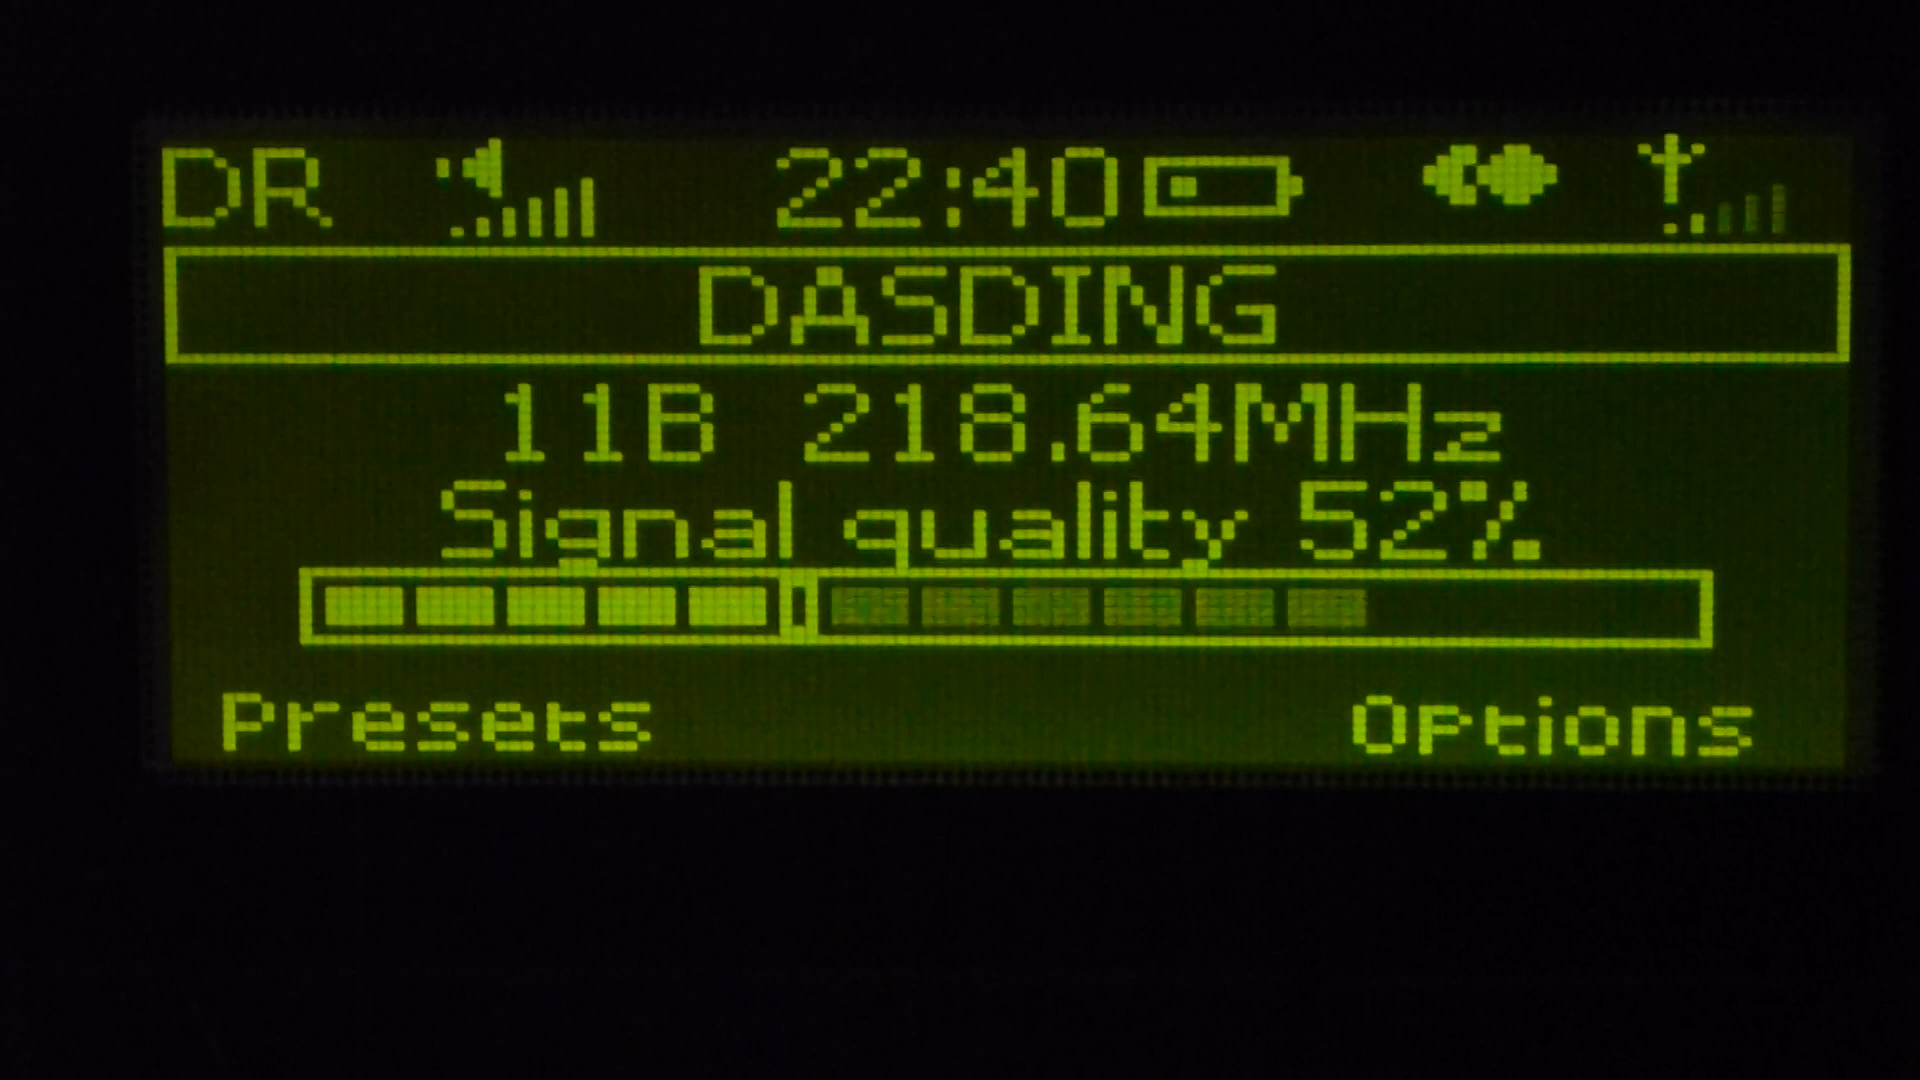 DR 22:40
DASDING
11B 218.64MHz
Signal quality 52%
Presets Options